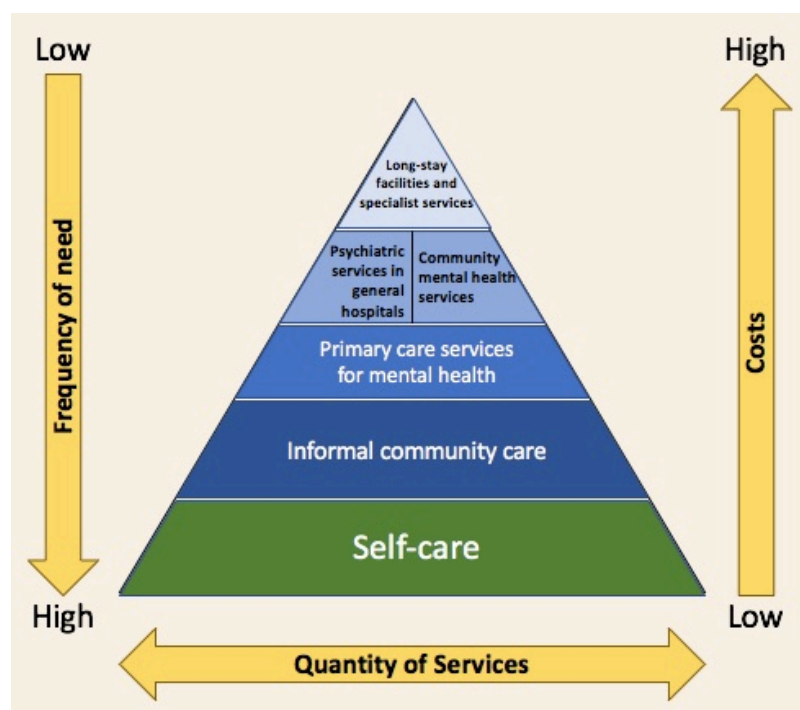 Low
High
Long-stay
facilities and
specialist services
Psychiatric
services in
general
hospitals
Community
mental health
services
Primary care services
for mental health
Informal community care
Self-care
Frequency of need
Costs
High
Low
Quantity of Services